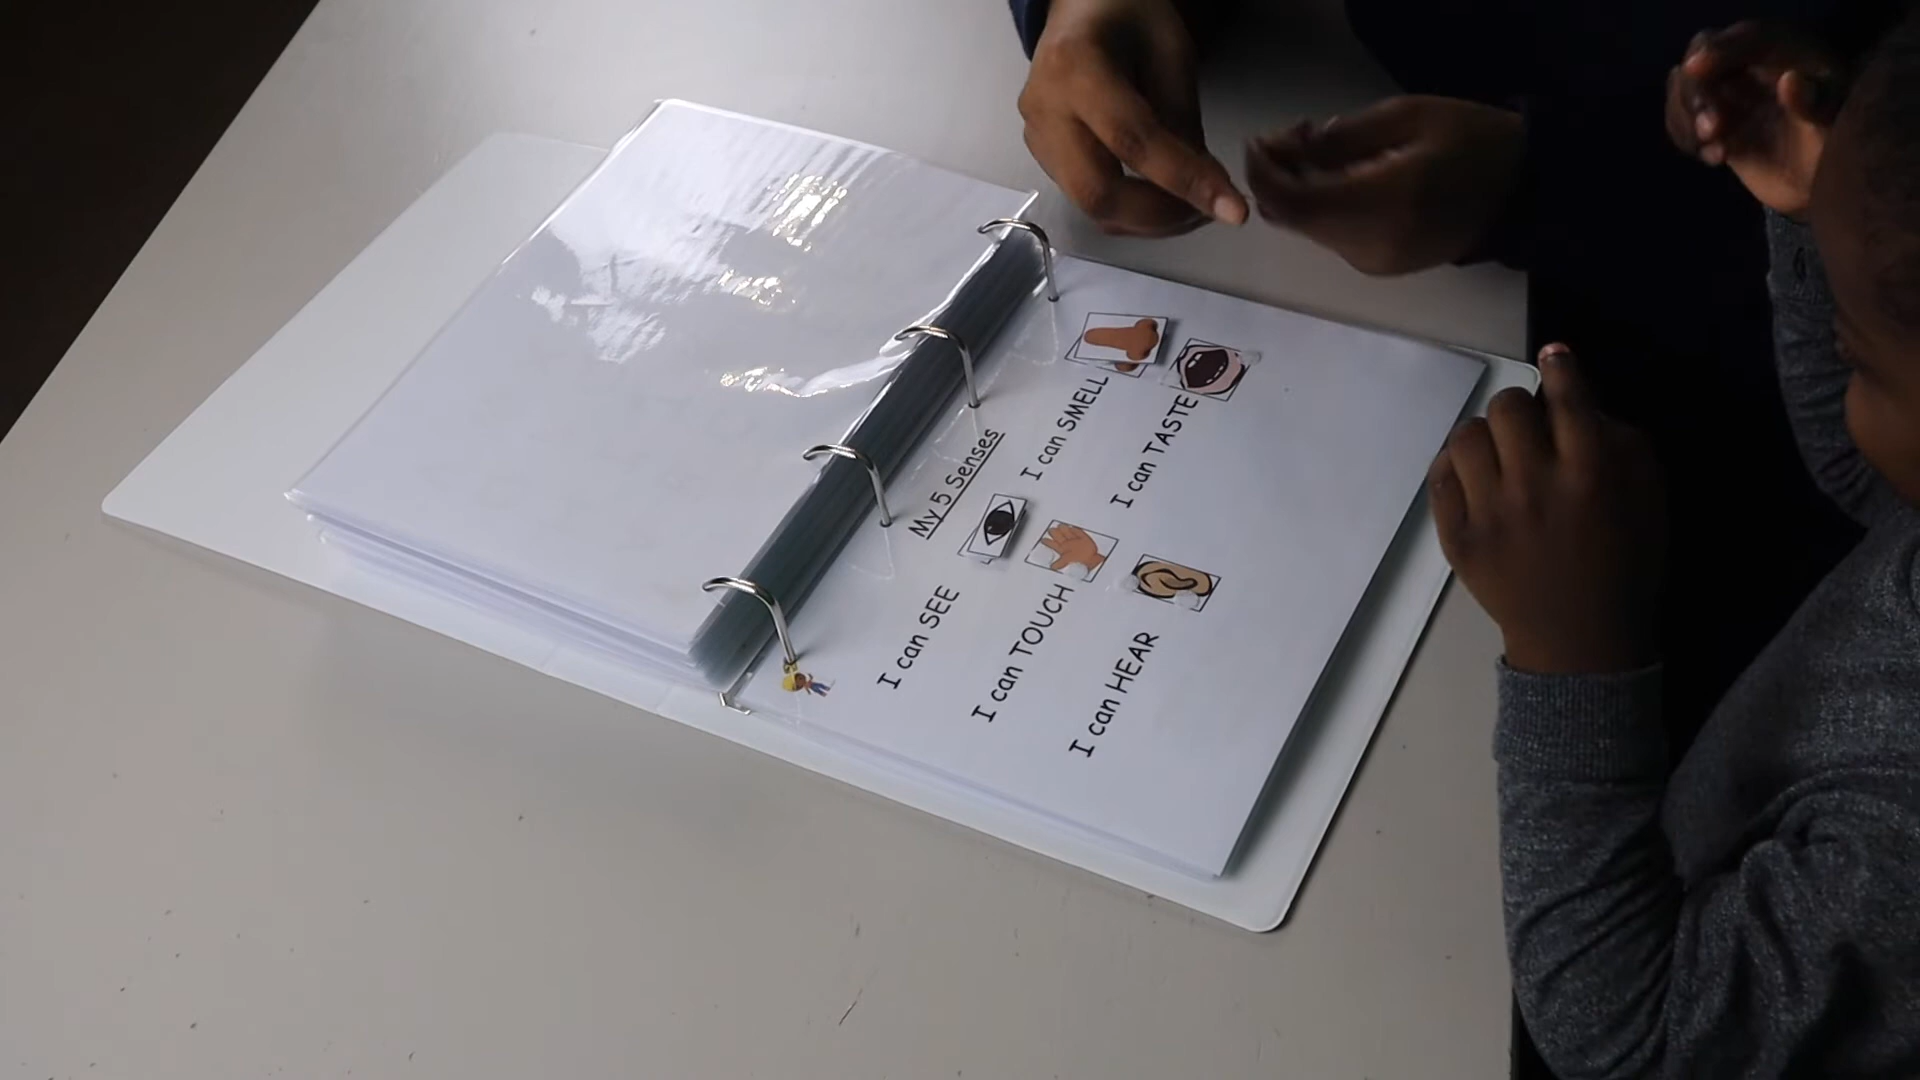 My 5 Senses
I can SEE
I can SMELL
I can TOUCH
I can TASTE
I can HEAR